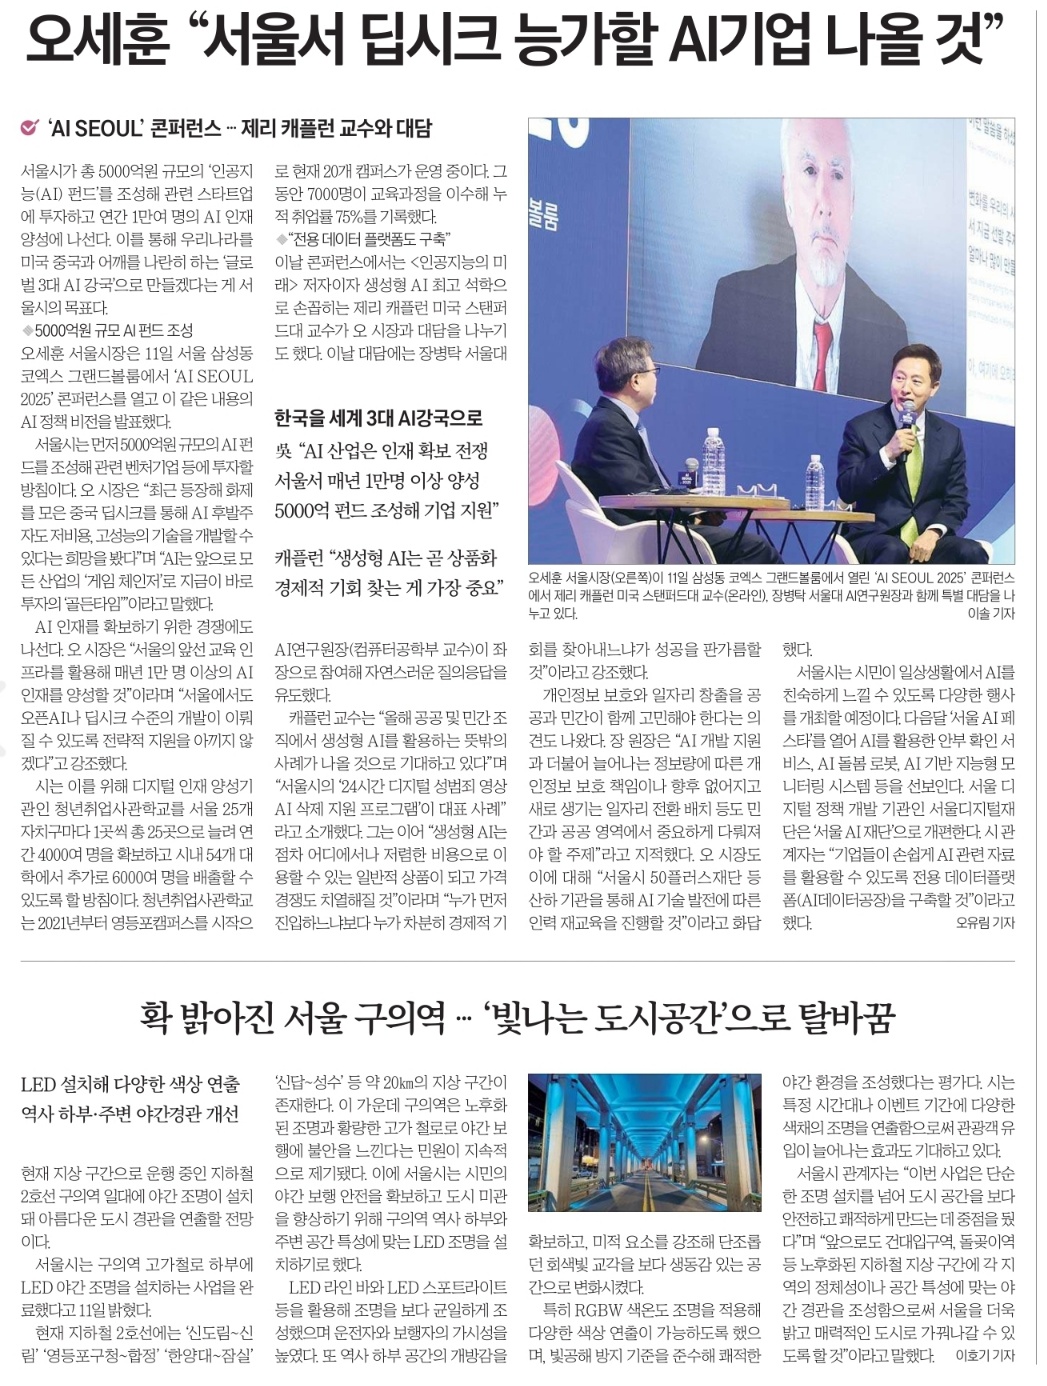 오세훈 “서울서 딥시크 능가할 AI기업 나올 것”
‘AI SEOUL’ 콘퍼런스 … 제리 캐플런 교수와 대담
서울시가 총 5000억원 규모의 ‘인공지
능(AI) 펀드’를 조성해 관련 스타트업
에 투자하고 연간 1만여 명의 AI 인재
양성에 나선다. 이를 통해 우리나라를
미국 중국과 어깨를 나란히 하는 ‘글로
벌 3대 AI 강국’으로 만들겠다는 게 서
울시의 목표다.
◆5000억원 규모 AI 펀드 조성
오세훈 서울시장은 11일 서울 삼성동
코엑스 그랜드볼룸에서 ‘AI SEOUL
2025’ 콘퍼런스를 열고 이 같은 내용의
AI 정책 비전을 발표했다.
서울시는 먼저 5000억원 규모의 AI 펀
드를 조성해 관련 벤처기업 등에 투자할
방침이다. 오 시장은 “최근 등장해 화제
를 모은 중국 딥시크를 통해 AI 후발주
자도 저비용, 고성능의 기술을 개발할 수
있다는 희망을 봤다”며 “AI는 앞으로 모
든 산업의 ‘게임 체인저’로 지금이 바로
투자의 ‘골든타임’”이라고 말했다.
AI 인재를 확보하기 위한 경쟁에도
나선다. 오 시장은 “서울의 앞선 교육 인
프라를 활용해 매년 1만 명 이상의 AI
인재를 양성할 것”이라며 “서울에서도
오픈AI나 딥시크 수준의 개발이 이뤄
질 수 있도록 전략적 지원을 아끼지 않
겠다”고 강조했다.
시는 이를 위해 디지털 인재 양성기
관인 청년취업사관학교를 서울 25개
자치구마다 1곳씩 총 25곳으로 늘려 연
간 4000여 명을 확보하고 시내 54개 대
학에서 추가로 6000여 명을 배출할 수
있도록 할 방침이다. 청년취업사관학교
는 2021년부터 영등포캠퍼스를 시작으
로 현재 20개 캠퍼스가 운영 중이다. 그
동안 7000명이 교육과정을 이수해 누
적 취업률 75%를 기록했다.
◆“전용 데이터 플랫폼도 구축”
이날 콘퍼런스에서는 <인공지능의 미
래> 저자이자 생성형 AI 최고 석학으
로 손꼽히는 제리 캐플런 미국 스탠퍼
드대 교수가 오 시장과 대담을 나누기
도 했다. 이날 대담에는 장병탁 서울대
한국을 세계 3대 AI강국으로
吳 “AI 산업은 인재 확보 전쟁
서울서 매년 1만명 이상 양성
5000억 펀드 조성해 기업 지원”
캐플런 “생성형 AI는 곧 상품화
경제적 기회 찾는 게 가장 중요”
AI연구원장(컴퓨터공학부 교수)이 좌
장으로 참여해 자연스러운 질의응답을
유도했다.
캐플런 교수는 “올해 공공 및 민간 조
직에서 생성형 AI를 활용하는 뜻밖의
사례가 나올 것으로 기대하고 있다”며
“서울시의 ‘24시간 디지털 성범죄 영상
AI 삭제 지원 프로그램’이 대표 사례”
라고 소개했다. 그는 이어 “생성형 AI는
점차 어디에서나 저렴한 비용으로 이
용할 수 있는 일반적 상품이 되고 가격
경쟁도 치열해질 것”이라며 “누가 먼저
진입하느냐보다 누가 차분히 경제적 기
볼룸
오세훈 서울시장(오른쪽)이 11일 삼성동 코엑스 그랜드볼룸에서 열린 ‘AI SEOUL 2025’ 콘퍼런스
에서 제리 캐플런 미국 스탠퍼드대 교수(온라인), 장병탁 서울대 AI연구원장과 함께 특별 대담을 나
누고 있다. 이솔 기자
회를 찾아내느냐가 성공을 판가름할
것”이라고 강조했다.
개인정보 보호와 일자리 창출을 공
공과 민간이 함께 고민해야 한다는 의
견도 나왔다. 장 원장은 “AI 개발 지원
과 더불어 늘어나는 정보량에 따른 개
인정보 보호 책임이나 향후 없어지고
새로 생기는 일자리 전환 배치 등도 민
간과 공공 영역에서 중요하게 다뤄져
야 할 주제”라고 지적했다. 오 시장도
이에 대해 “서울시 50플러스재단 등
산하 기관을 통해 AI 기술 발전에 따른
인력 재교육을 진행할 것”이라고 화답
했다.
서울시는 시민이 일상생활에서 AI를
친숙하게 느낄 수 있도록 다양한 행사
를 개최할 예정이다. 다음달 ‘서울 AI 페
스타’를 열어 AI를 활용한 안부 확인 서
비스, AI 돌봄 로봇, AI 기반 지능형 모
니터링 시스템 등을 선보인다. 서울 디
지털 정책 개발 기관인 서울디지털재
단은 ‘서울 AI 재단’으로 개편한다. 시 관
계자는 “기업들이 손쉽게 AI 관련 자료
를 활용할 수 있도록 전용 데이터플랫
폼(AI데이터공장)을 구축할 것”이라고
했다. 오유림 기자
확 밝아진 서울 구의역 … ‘빛나는 도시공간’으로 탈바꿈
LED 설치해 다양한 색상 연출
역사 하부·주변 야간경관 개선
현재 지상 구간으로 운행 중인 지하철
2호선 구의역 일대에 야간 조명이 설치
돼 아름다운 도시 경관을 연출할 전망
이다.
서울시는 구의역 고가철로 하부에
LED 야간 조명을 설치하는 사업을 완
료했다고 11일 밝혔다.
현재 지하철 2호선에는 ‘신도림~신
림’ ‘영등포구청~합정’ ‘한양대~잠실’
‘신답~성수’ 등 약 20㎞의 지상 구간이
존재한다. 이 가운데 구의역은 노후화
된 조명과 황량한 고가 철로로 야간 보
행에 불안을 느낀다는 민원이 지속적
으로 제기됐다. 이에 서울시는 시민의
야간 보행 안전을 확보하고 도시 미관
을 향상하기 위해 구의역 역사 하부와
주변 공간 특성에 맞는 LED 조명을 설
치하기로 했다.
LED 라인 바와 LED 스포트라이트
등을 활용해 조명을 보다 균일하게 조
성했으며 운전자와 보행자의 가시성을
높였다. 또 역사 하부 공간의 개방감을
확보하고, 미적 요소를 강조해 단조롭
던 회색빛 교각을 보다 생동감 있는 공
간으로 변화시켰다.
특히 RGBW 색온도 조명을 적용해
다양한 색상 연출이 가능하도록 했으
며, 빛공해 방지 기준을 준수해 쾌적한
야간 환경을 조성했다는 평가다. 시는
특정 시간대나 이벤트 기간에 다양한
색채의 조명을 연출함으로써 관광객 유
입이 늘어나는 효과도 기대하고 있다.
서울시 관계자는 “이번 사업은 단순
한 조명 설치를 넘어 도시 공간을 보다
안전하고 쾌적하게 만드는 데 중점을 뒀
다”며 “앞으로도 건대입구역, 돌곶이역
등 노후화된 지하철 지상 구간에 각 지
역의 정체성이나 공간 특성에 맞는 야
간 경관을 조성함으로써 서울을 더욱
밝고 매력적인 도시로 가꿔나갈 수 있
도록 할 것”이라고 말했다. 이호기 기자